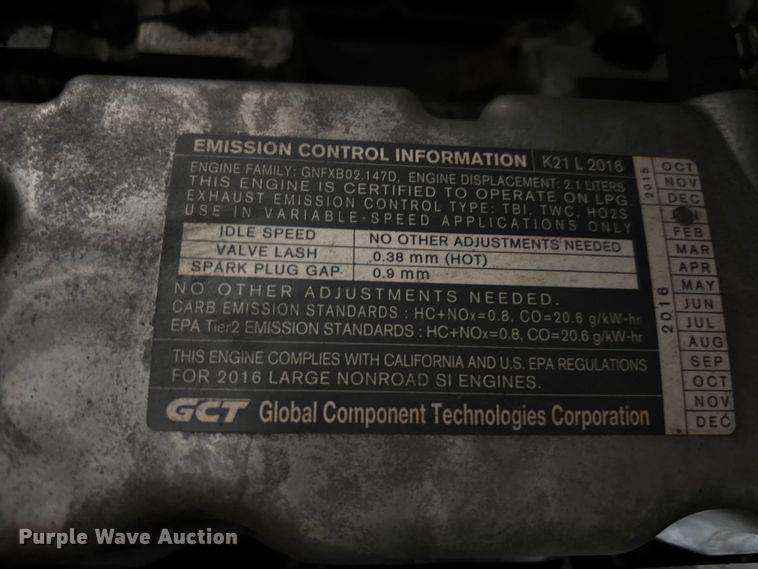 EMISSION CONTROL INFORMATION K21 L 2016
ENGINE FAMILY: GNFXB02.147D, ENGINE DISPLACEMENT: 2.1 LITERS
THIS ENGINE IS CERTIFIED TO OPERATE ON LPG.
EXHAUST EMISSION CONTROL TYPE: TBI, TWC, HO2S
USE IN VARIABLE-SPEED APPLICATIONS ONLY
IDLE SPEED NO OTHER ADJUSTMENTS NEEDED
VALVE LASH 0.38 mm (HOT)
SPARK PLUG GAP 0.9 mm
NO OTHER ADJUSTMENTS NEEDED.
CARB EMISSION STANDARDS : HC+NOx=0.8, CO=20.6 g/kW-hr
EPA Tier2 EMISSION STANDARDS : HC+NOx=0.8, CO=20.6 g/kW-hr
THIS ENGINE COMPLIES WITH CALIFORNIA AND U.S. EPA REGULATIONS
FOR 2016 LARGE NONROAD SI ENGINES.
GCT Global Component Technologies Corporation
2015
OCT
NOV
DEC
2016
FEB
MAR
APR
MAY
JUN
JUL
AUG
SEP
OCT
NOV
DEC
Purple Wave Auction